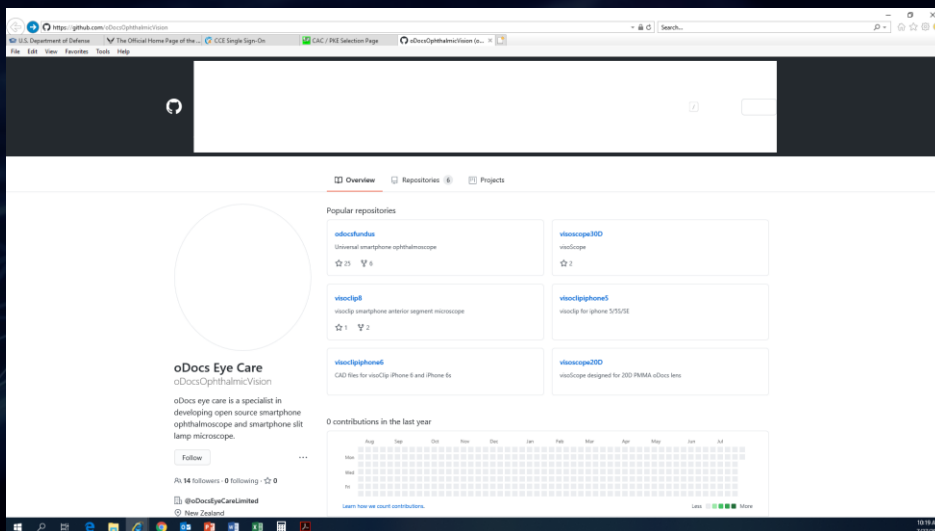 https://github.com/oDocsOphthalmicVision
Search...
U.S. Department of Defense
The Official Home Page of the ...
CCE Single Sign-On
CAC / PKE Selection Page
oDocsOphthalmicVision (o...
File Edit View Favorites Tools Help
Overview
Repositories 6
Projects
Popular repositories
odocsfundus
Universal smartphone ophthalmoscope
23 6
visoscope30D
visoScope
2
visoclip8
visoclip smartphone anterior segment microscope
1 2
visoclipiphone5
visoclip for iphone 5/5S/SE
visoclipiphone6
CAD files for visoClip iPhone 6 and iPhone 6s
visoscope20D
visoScope designed for 20D PMMA oDocs lens
oDocs Eye Care
oDocsOphthalmicVision
oDocs eye care is a specialist in
developing open source smartphone
ophthalmoscope and smartphone slit
lamp microscope.
Follow
14 followers · 0 following · 0
@oDocsEyeCareLimited
New Zealand
0 contributions in the last year
Aug Sep Oct Nov Dec Jan Feb Mar Apr May Jun Jul
Mon
Wed
Fri
Learn how we count contributions.
Less More